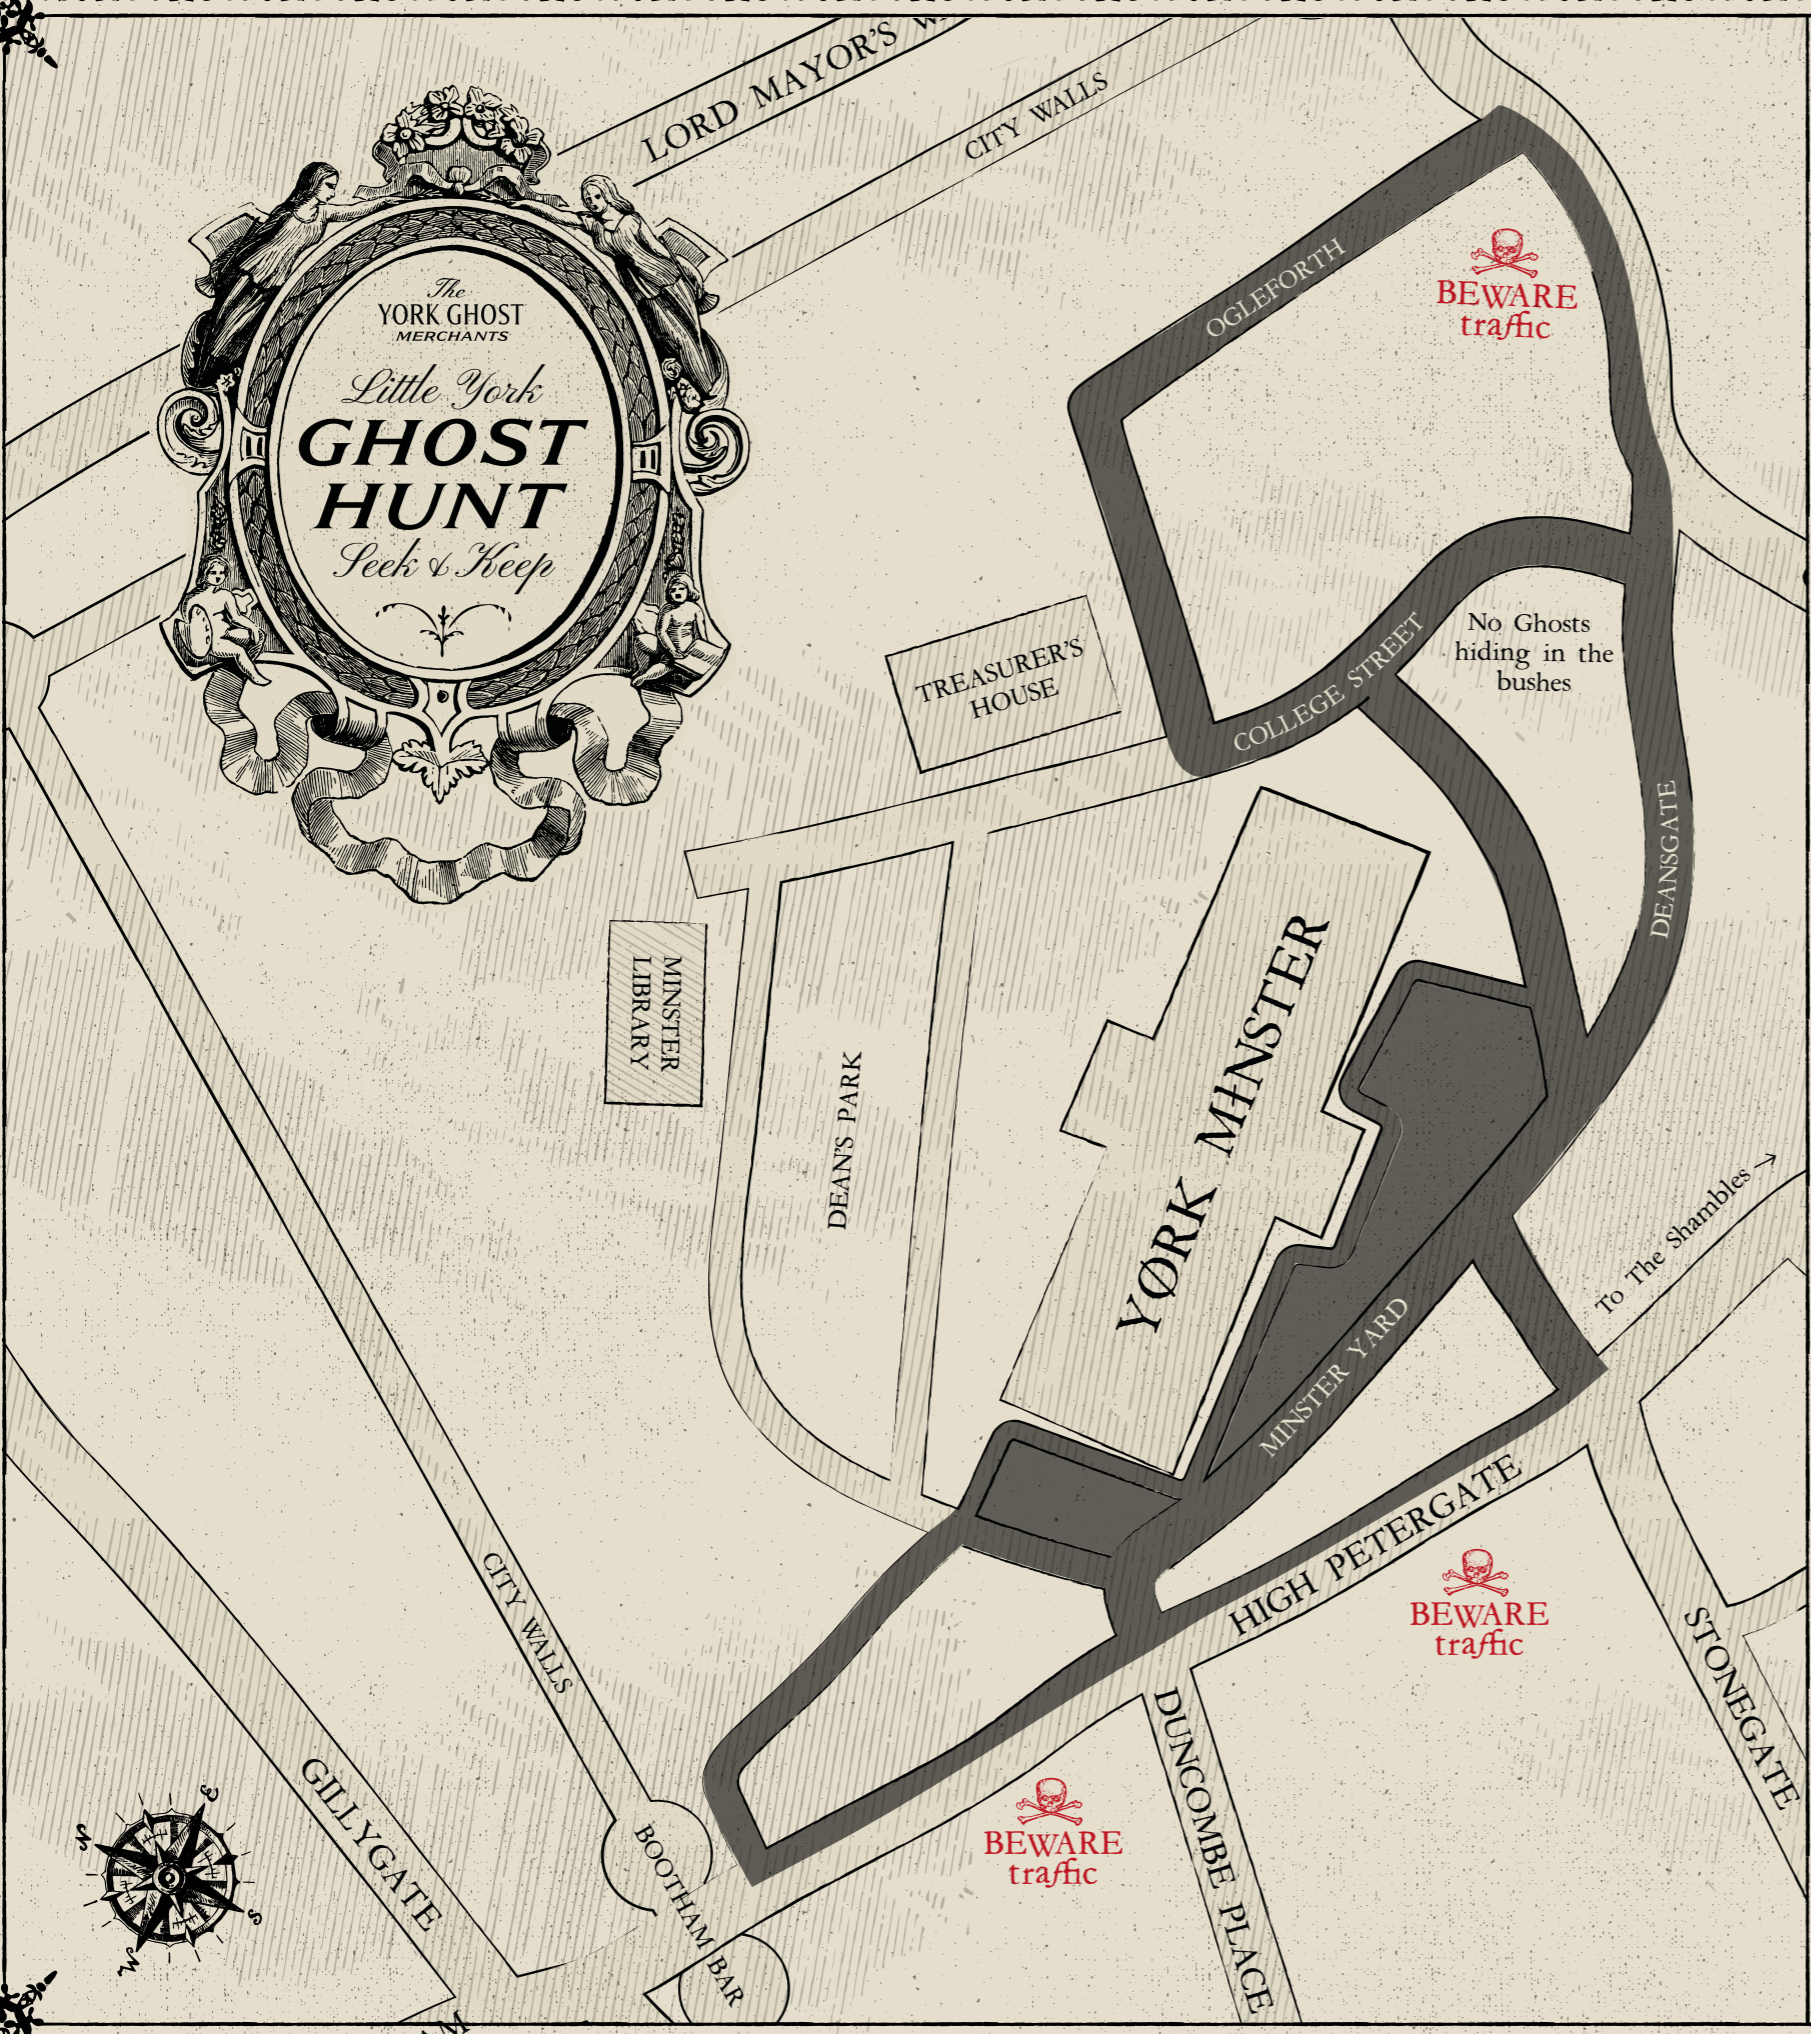 LORD MAYOR'S
CITY WALLS
The
YORK GHOST
MERCHANTS
Little York
GHOST
HUNT
Seek & Keep
OGLEFORTH
BEWARE
traffic
No Ghosts
hiding in the
bushes
TREASURER'S
HOUSE
COLLEGE STREET
DEANSGATE
MINSTER
LIBRARY
DEAN'S PARK
YØRK MINSTER
To The Shambles →
MINSTER YARD
HIGH PETERGATE
BEWARE
traffic
STONEGATE
CITY WALLS
DUNCOMBE PLACE
BEWARE
traffic
GILLYGATE
BOOTHAM BAR
N
E
S
W